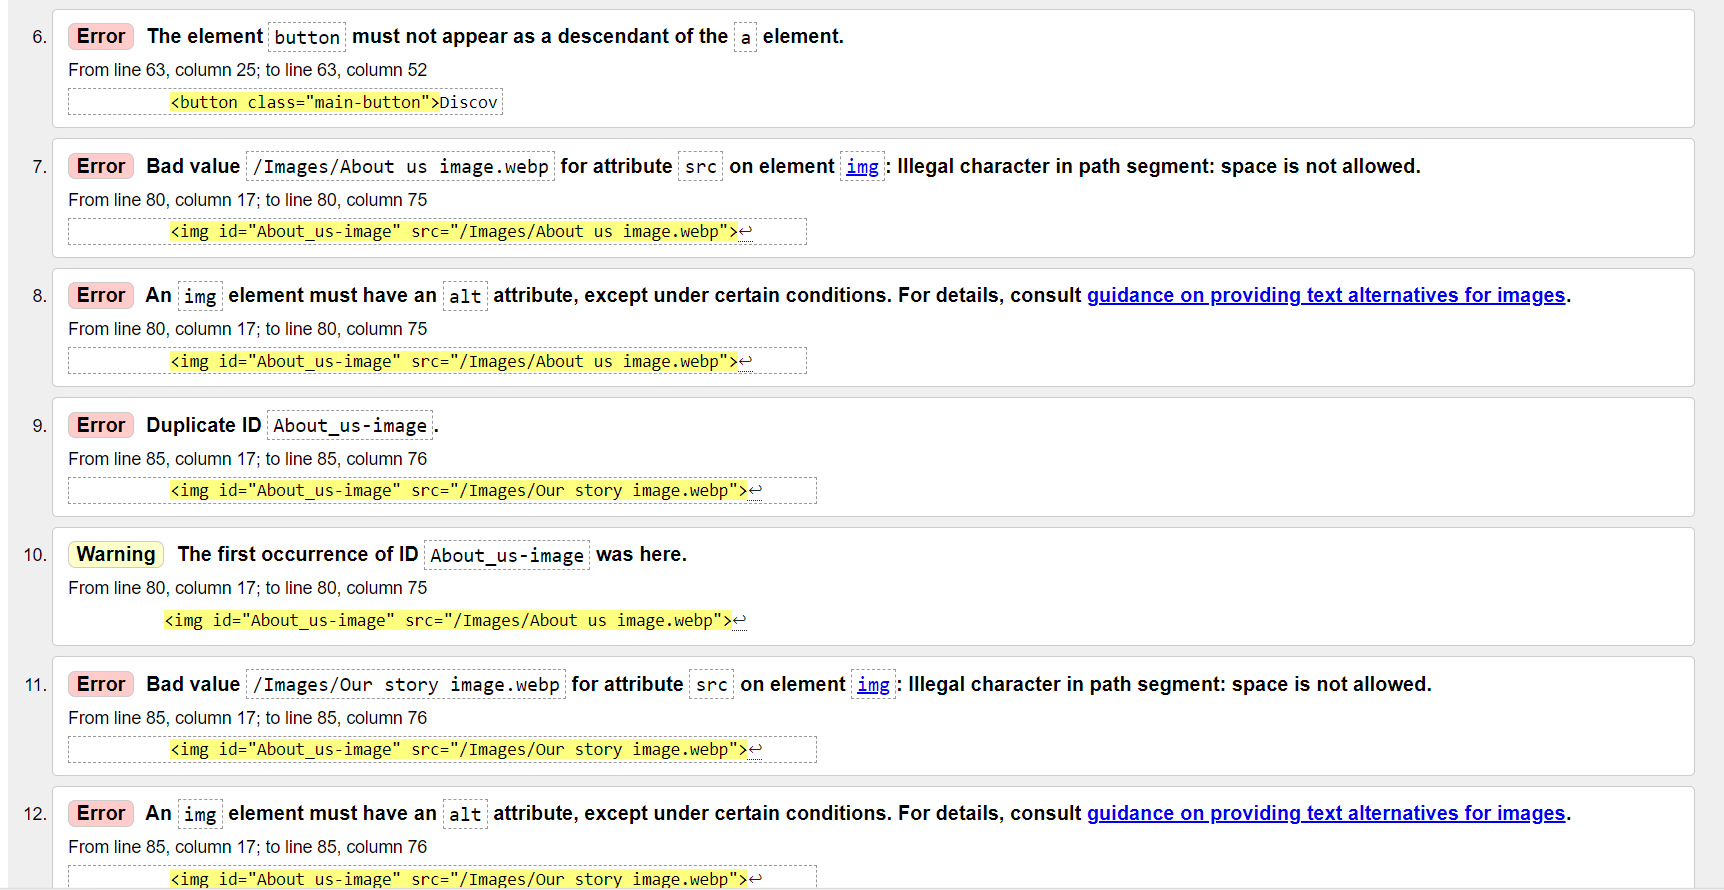 6. Error The element button must not appear as a descendant of the a element.
From line 63, column 25; to line 63, column 52
<button class="main-button">Discov
7. Error Bad value /Images/About us image.webp for attribute src on element img: Illegal character in path segment: space is not allowed.
From line 80, column 17; to line 80, column 75
<img id="About_us-image" src="/Images/About us image.webp">↩
8. Error An img element must have an alt attribute, except under certain conditions. For details, consult guidance on providing text alternatives for images.
From line 80, column 17; to line 80, column 75
<img id="About_us-image" src="/Images/About us image.webp">↩
9. Error Duplicate ID About_us-image.
From line 85, column 17; to line 85, column 76
<img id="About_us-image" src="/Images/Our story image.webp">↩
10. Warning The first occurrence of ID About_us-image was here.
From line 80, column 17; to line 80, column 75
<img id="About_us-image" src="/Images/About us image.webp">↩
11. Error Bad value /Images/Our story image.webp for attribute src on element img: Illegal character in path segment: space is not allowed.
From line 85, column 17; to line 85, column 76
<img id="About_us-image" src="/Images/Our story image.webp">↩
12. Error An img element must have an alt attribute, except under certain conditions. For details, consult guidance on providing text alternatives for images.
From line 85, column 17; to line 85, column 76
<img id="About_us-image" src="/Images/Our story image.webp">↩